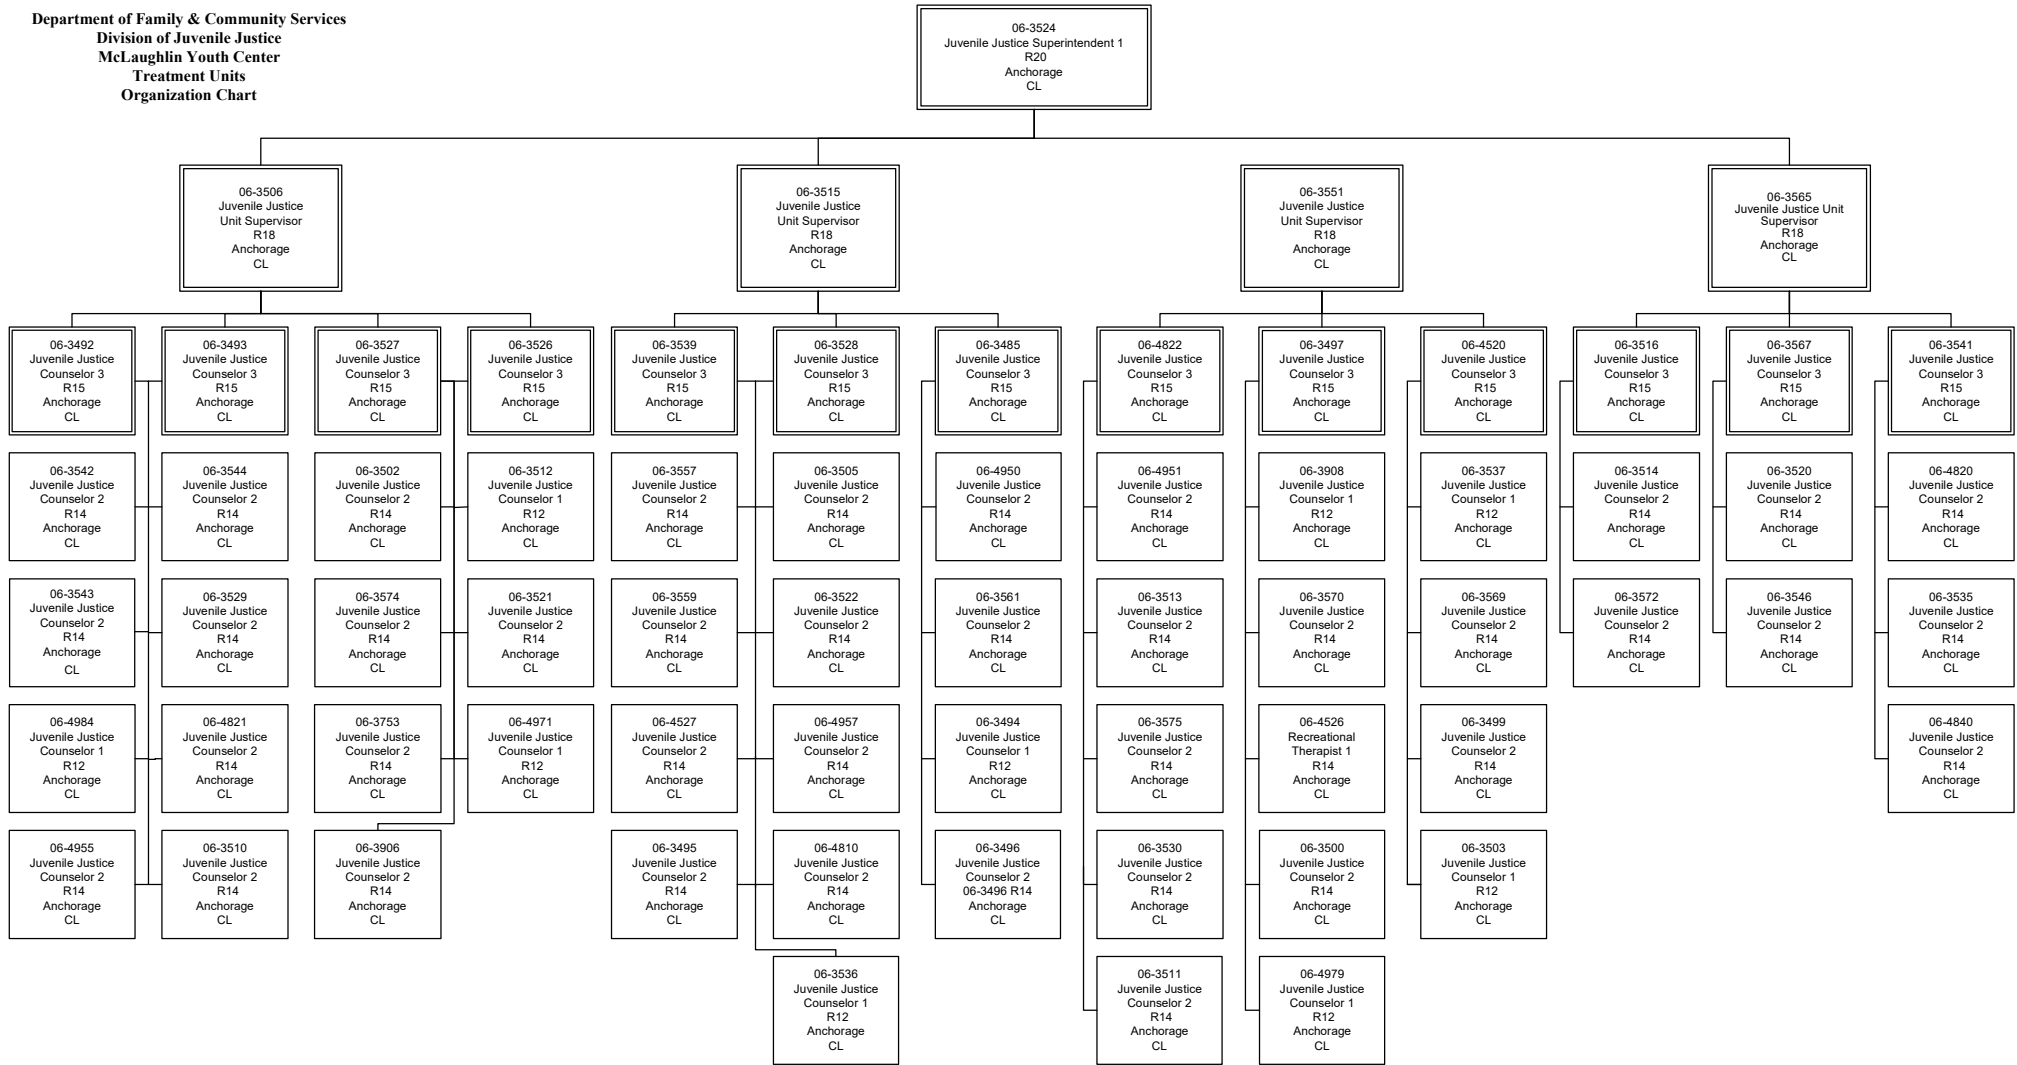 Department of Family & Community Services
Division of Juvenile Justice
McLaughlin Youth Center
Treatment Units
Organization Chart
06-3524
Juvenile Justice Superintendent 1
R20
Anchorage
CL
06-3506
Juvenile Justice
Unit Supervisor
R18
Anchorage
CL
06-3515
Juvenile Justice
Unit Supervisor
R18
Anchorage
CL
06-3551
Juvenile Justice
Unit Supervisor
R18
Anchorage
CL
06-3565
Juvenile Justice Unit
Supervisor
R18
Anchorage
CL
06-3492
Juvenile Justice
Counselor 3
R15
Anchorage
CL
06-3493
Juvenile Justice
Counselor 3
R15
Anchorage
CL
06-3527
Juvenile Justice
Counselor 3
R15
Anchorage
CL
06-3526
Juvenile Justice
Counselor 3
R15
Anchorage
CL
06-3539
Juvenile Justice
Counselor 3
R15
Anchorage
CL
06-3528
Juvenile Justice
Counselor 3
R15
Anchorage
CL
06-3485
Juvenile Justice
Counselor 3
R15
Anchorage
CL
06-4822
Juvenile Justice
Counselor 3
R15
Anchorage
CL
06-3497
Juvenile Justice
Counselor 3
R15
Anchorage
CL
06-4520
Juvenile Justice
Counselor 3
R15
Anchorage
CL
06-3516
Juvenile Justice
Counselor 3
R15
Anchorage
CL
06-3567
Juvenile Justice
Counselor 3
R15
Anchorage
CL
06-3541
Juvenile Justice
Counselor 3
R15
Anchorage
CL
06-3542
Juvenile Justice
Counselor 2
R14
Anchorage
CL
06-3544
Juvenile Justice
Counselor 2
R14
Anchorage
CL
06-3502
Juvenile Justice
Counselor 2
R14
Anchorage
CL
06-3512
Juvenile Justice
Counselor 1
R12
Anchorage
CL
06-3557
Juvenile Justice
Counselor 2
R14
Anchorage
CL
06-3505
Juvenile Justice
Counselor 2
R14
Anchorage
CL
06-4950
Juvenile Justice
Counselor 2
R14
Anchorage
CL
06-4951
Juvenile Justice
Counselor 2
R14
Anchorage
CL
06-3908
Juvenile Justice
Counselor 1
R12
Anchorage
CL
06-3537
Juvenile Justice
Counselor 1
R12
Anchorage
CL
06-3514
Juvenile Justice
Counselor 2
R14
Anchorage
CL
06-3520
Juvenile Justice
Counselor 2
R14
Anchorage
CL
06-4820
Juvenile Justice
Counselor 2
R14
Anchorage
CL
06-3543
Juvenile Justice
Counselor 2
R14
Anchorage
CL
06-3529
Juvenile Justice
Counselor 2
R14
Anchorage
CL
06-3574
Juvenile Justice
Counselor 2
R14
Anchorage
CL
06-3521
Juvenile Justice
Counselor 2
R14
Anchorage
CL
06-3559
Juvenile Justice
Counselor 2
R14
Anchorage
CL
06-3522
Juvenile Justice
Counselor 2
R14
Anchorage
CL
06-3561
Juvenile Justice
Counselor 2
R14
Anchorage
CL
06-3513
Juvenile Justice
Counselor 2
R14
Anchorage
CL
06-3570
Juvenile Justice
Counselor 2
R14
Anchorage
CL
06-3569
Juvenile Justice
Counselor 2
R14
Anchorage
CL
06-3572
Juvenile Justice
Counselor 2
R14
Anchorage
CL
06-3546
Juvenile Justice
Counselor 2
R14
Anchorage
CL
06-3535
Juvenile Justice
Counselor 2
R14
Anchorage
CL
06-4984
Juvenile Justice
Counselor 1
R12
Anchorage
CL
06-4821
Juvenile Justice
Counselor 2
R14
Anchorage
CL
06-3753
Juvenile Justice
Counselor 2
R14
Anchorage
CL
06-4971
Juvenile Justice
Counselor 1
R12
Anchorage
CL
06-4527
Juvenile Justice
Counselor 2
R14
Anchorage
CL
06-4957
Juvenile Justice
Counselor 2
R14
Anchorage
CL
06-3494
Juvenile Justice
Counselor 1
R12
Anchorage
CL
06-3575
Juvenile Justice
Counselor 2
R14
Anchorage
CL
06-4526
Recreational
Therapist 1
R14
Anchorage
CL
06-3499
Juvenile Justice
Counselor 2
R14
Anchorage
CL
06-4840
Juvenile Justice
Counselor 2
R14
Anchorage
CL
06-4955
Juvenile Justice
Counselor 2
R14
Anchorage
CL
06-3510
Juvenile Justice
Counselor 2
R14
Anchorage
CL
06-3906
Juvenile Justice
Counselor 2
R14
Anchorage
CL
06-3495
Juvenile Justice
Counselor 2
R14
Anchorage
CL
06-4810
Juvenile Justice
Counselor 2
R14
Anchorage
CL
06-3496
Juvenile Justice
Counselor 2
06-3496 R14
Anchorage
CL
06-3530
Juvenile Justice
Counselor 2
R14
Anchorage
CL
06-3500
Juvenile Justice
Counselor 2
R14
Anchorage
CL
06-3503
Juvenile Justice
Counselor 1
R12
Anchorage
CL
06-3536
Juvenile Justice
Counselor 1
R12
Anchorage
CL
06-3511
Juvenile Justice
Counselor 2
R14
Anchorage
CL
06-4979
Juvenile Justice
Counselor 1
R12
Anchorage
CL